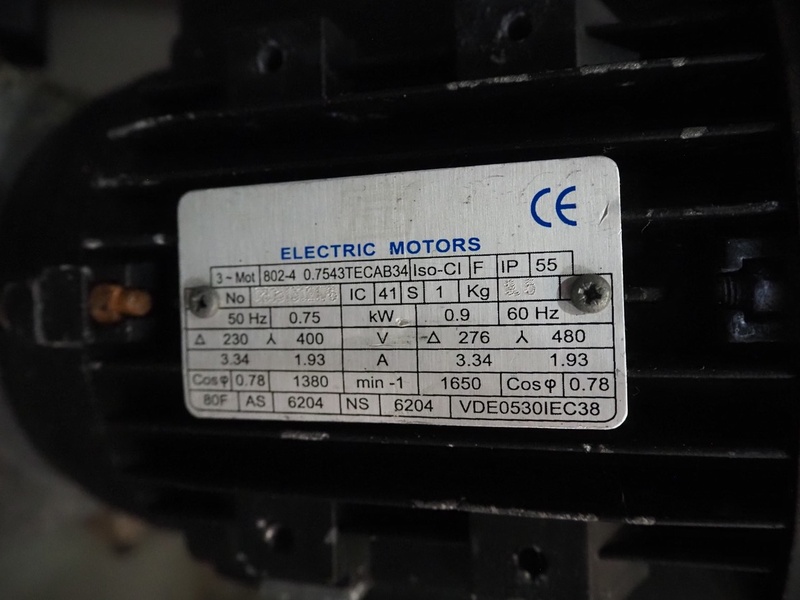 CE
ELECTRIC MOTORS
3~Mot 802-4 0.7543TECAB34 Iso-Cl F IP 55
No IC 41 S 1 Kg
50 Hz 0.75 kW 0.9 60 Hz
Δ 230 ⅄ 400 V Δ 276 ⅄ 480
3.34 1.93 A 3.34 1.93
Cosφ 0.78 1380 min -1 1650 Cosφ 0.78
80F AS 6204 NS 6204 VDE0530IEC38